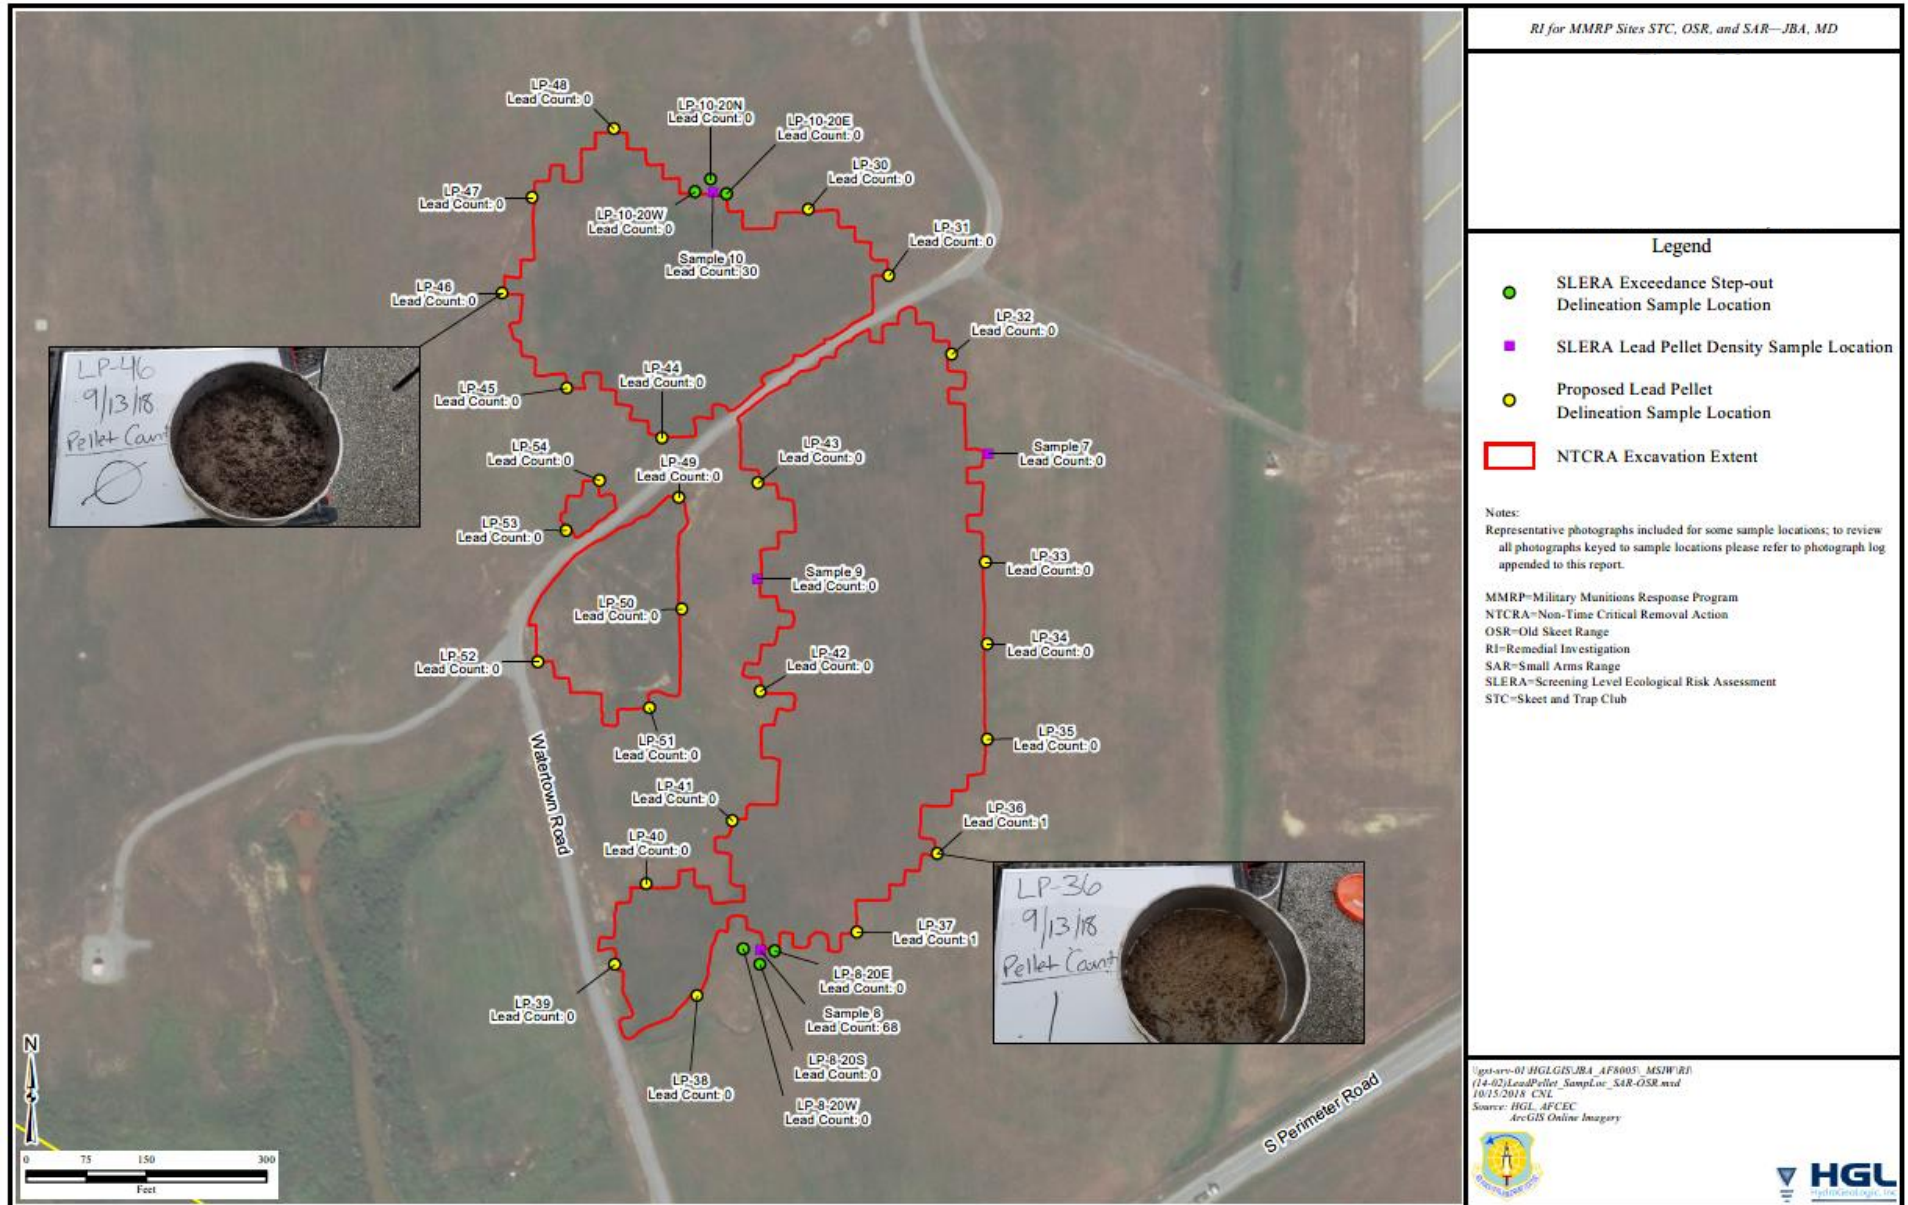 RI for MMRP Sites STC, OSR, and SAR—JBA, MD
LP-48
Lead Count: 0
LP-10-20N
Lead Count: 0
LP-10-20E
Lead Count: 0
LP-30
Lead Count: 0
LP-47
Lead Count: 0
LP-10-20W
Lead Count: 0
LP-31
Lead Count: 0
Sample 10
Lead Count: 30
LP-46
Lead Count: 0
LP-32
Lead Count: 0
LP-46
9/13/18
Pellet Count
0
LP-45
Lead Count: 0
LP-44
Lead Count: 0
LP-54
Lead Count: 0
LP-49
Lead Count: 0
LP-43
Lead Count: 0
Sample 7
Lead Count: 0
LP-53
Lead Count: 0
Sample 9
Lead Count: 0
LP-33
Lead Count: 0
LP-50
Lead Count: 0
LP-34
Lead Count: 0
LP-52
Lead Count: 0
LP-42
Lead Count: 0
LP-51
Lead Count: 0
LP-35
Lead Count: 0
Watertown Road
LP-41
Lead Count: 0
LP-36
Lead Count: 1
LP-40
Lead Count: 0
LP-36
9/13/18
Pellet Count
1
LP-37
Lead Count: 1
LP-8-20E
Lead Count: 0
LP-39
Lead Count: 0
Sample 8
Lead Count: 68
LP-8-20S
Lead Count: 0
LP-38
Lead Count: 0
LP-8-20W
Lead Count: 0
S Perimeter Road
N
0 75 150 300
Feet
Legend
SLERA Exceedance Step-out
Delineation Sample Location
SLERA Lead Pellet Density Sample Location
Proposed Lead Pellet
Delineation Sample Location
NTCRA Excavation Extent
Notes:
Representative photographs included for some sample locations; to review
all photographs keyed to sample locations please refer to photograph log
appended to this report.
MMRP=Military Munitions Response Program
NTCRA=Non-Time Critical Removal Action
OSR=Old Skeet Range
RI=Remedial Investigation
SAR=Small Arms Range
SLERA=Screening Level Ecological Risk Assessment
STC=Skeet and Trap Club
\\gst-srv-01\HGLGIS\JBA_AF8005\_MSIW\RI\
(14-02)LeadPellet_SampLoc_SAR-OSR.mxd
10/15/2018 CNL
Source: HGL, AFCEC
ArcGIS Online Imagery
HGL
HydroGeoLogic, Inc